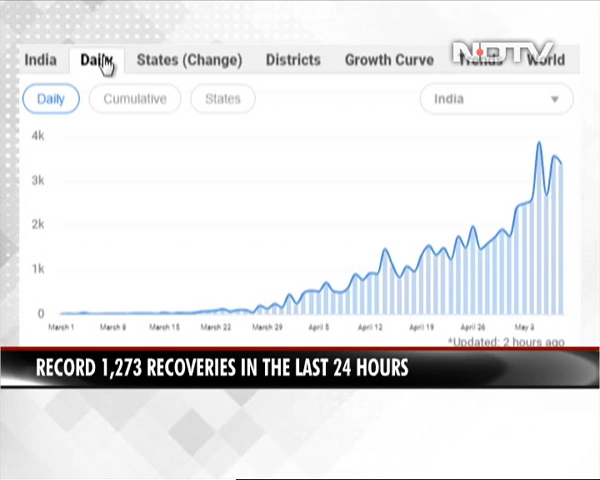 NDTV
India Daily States (Change) Districts Growth Curve Trends World
Daily Cumulative States India
4k
3k
2k
1k
0
March 1 March 8 March 15 March 22 March 29 April 5 April 12 April 19 April 26 May 3
*Updated: 2 hours ago
RECORD 1,273 RECOVERIES IN THE LAST 24 HOURS